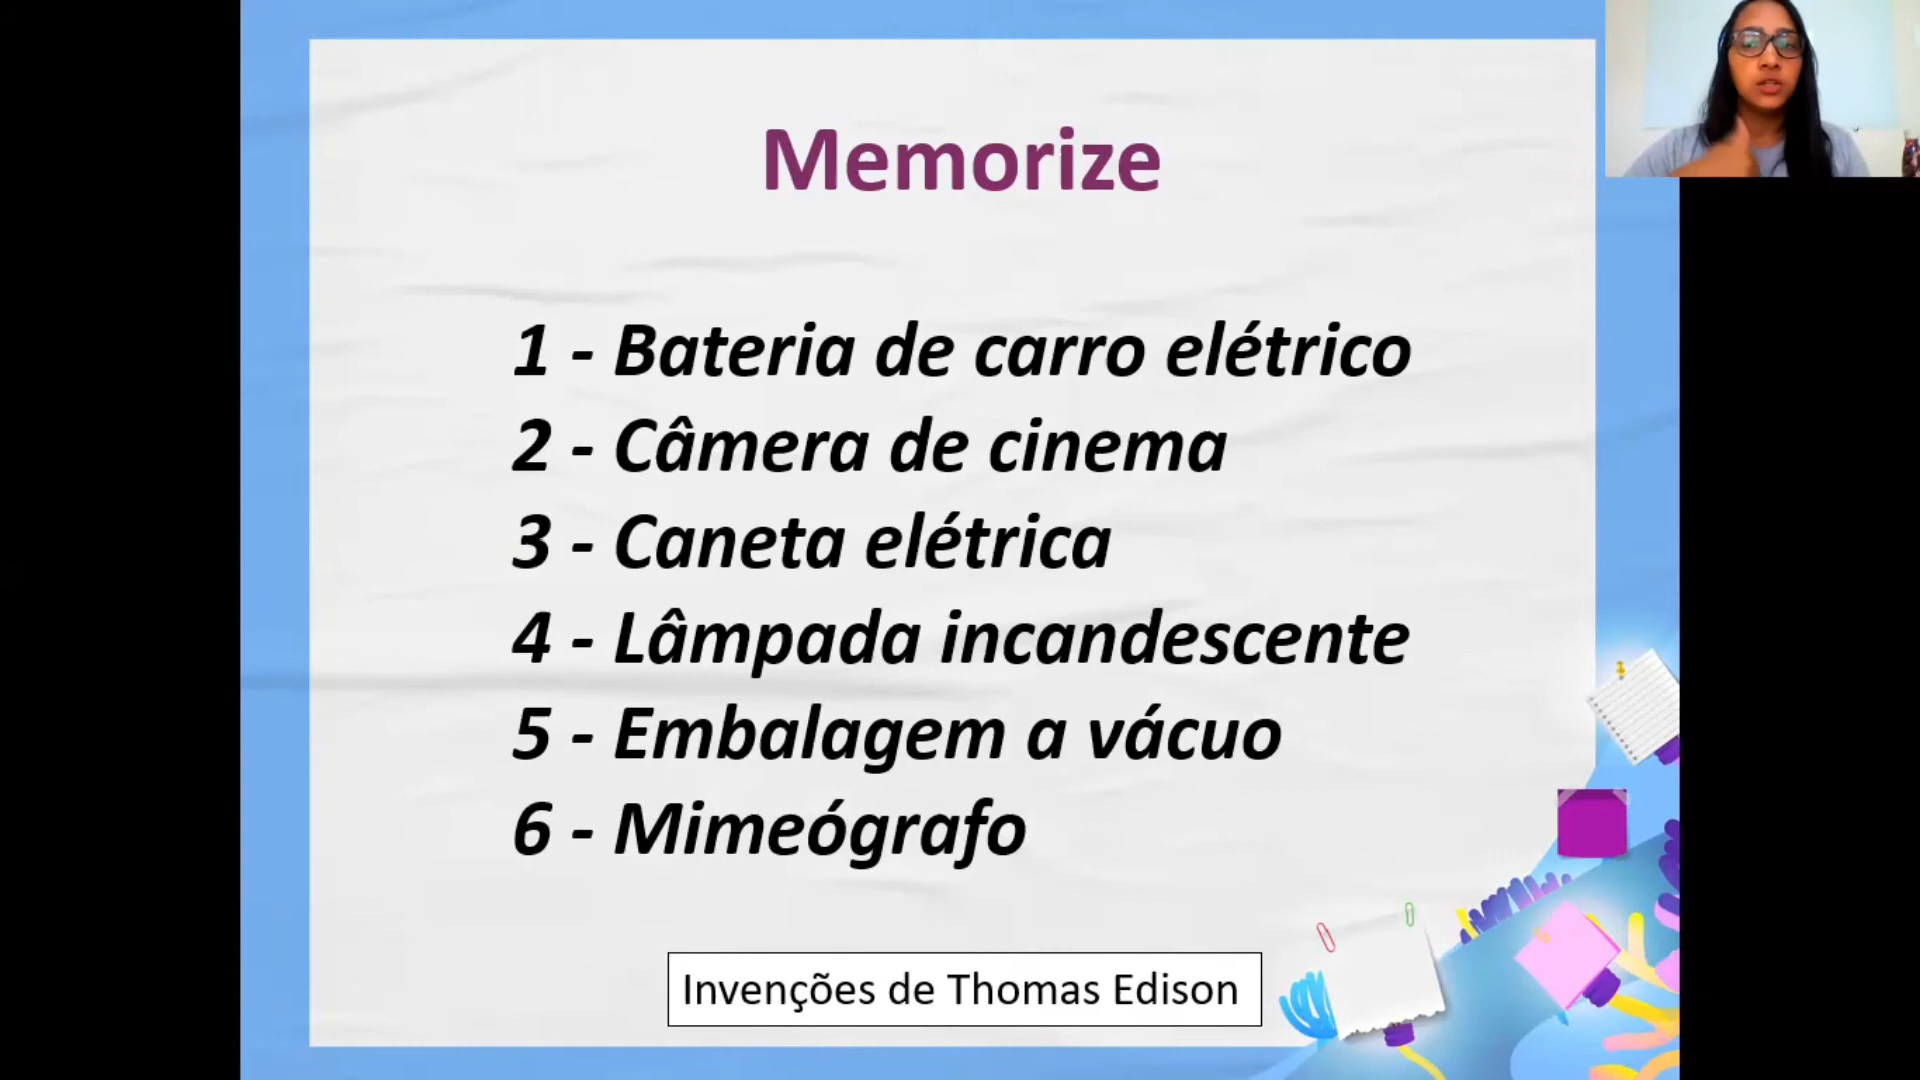 Memorize
1 - Bateria de carro elétrico
2 - Câmera de cinema
3 - Caneta elétrica
4 - Lâmpada incandescente
5 - Embalagem a vácuo
6 - Mimeógrafo
Invenções de Thomas Edison